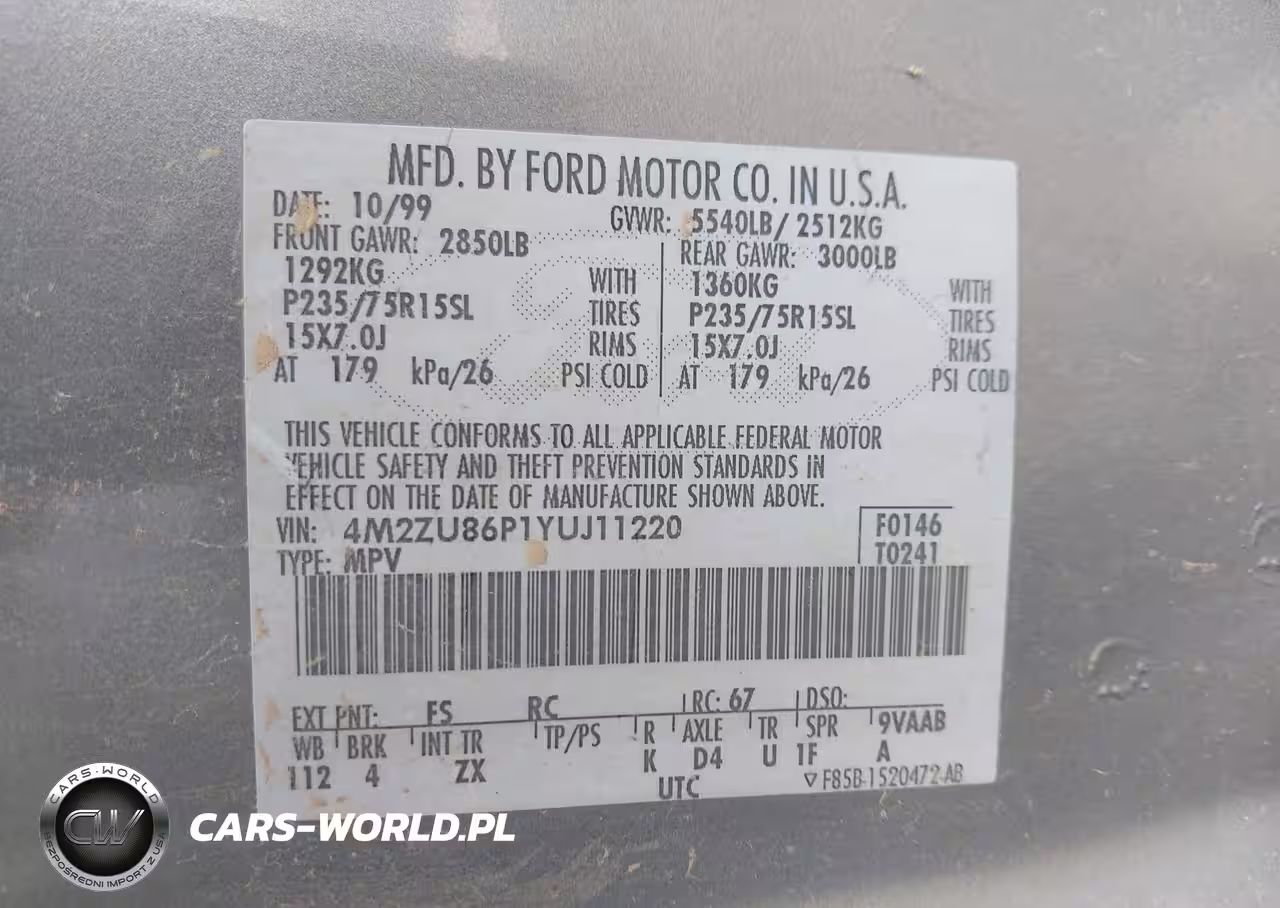 MFD. BY FORD MOTOR CO. IN U.S.A.
DATE: 10/99 GVWR: 5540LB/ 2512KG
FRONT GAWR: 2850LB REAR GAWR: 3000LB
1292KG WITH 1360KG WITH
P235/75R15SL TIRES P235/75R15SL TIRES
15X7.0J RIMS 15X7.0J RIMS
AT 179 kPa/26 PSI COLD AT 179 kPa/26 PSI COLD
THIS VEHICLE CONFORMS TO ALL APPLICABLE FEDERAL MOTOR
VEHICLE SAFETY AND THEFT PREVENTION STANDARDS IN
EFFECT ON THE DATE OF MANUFACTURE SHOWN ABOVE.
VIN: 4M2ZU86P1YUJ11220 F0146
TYPE: MPV T0241
EXT PNT: FS RC RC: 67 DSO:
WB BRK INT TR TP/PS R AXLE TR SPR 9VAAB
112 4 ZX K D4 U 1F A
UTC ▽F85B-1520472-AB
CARS-WORLD
CW
BEZPOŚREDNI IMPORT Z USA
CARS-WORLD.PL